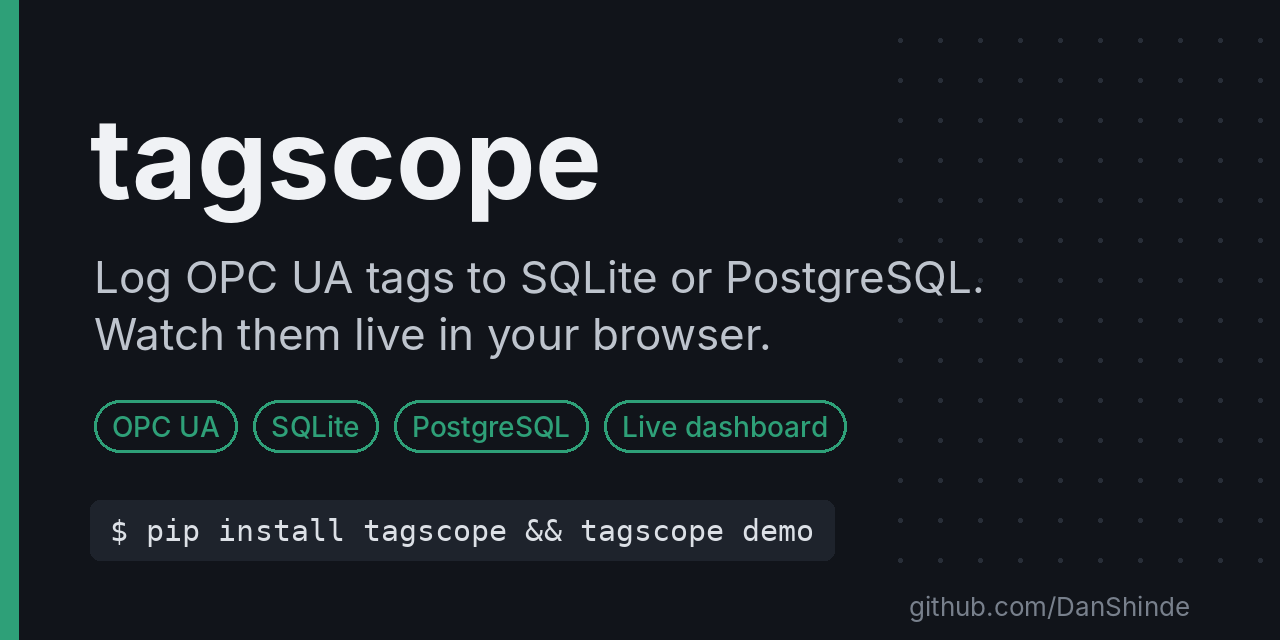 tagscope
Log OPC UA tags to SQLite or PostgreSQL.
Watch them live in your browser.
OPC UA SQLite PostgreSQL Live dashboard
$ pip install tagscope && tagscope demo
github.com/DanShinde